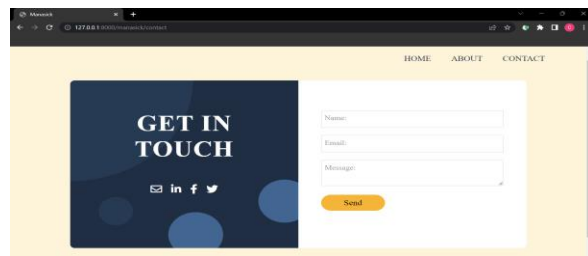 Maverick
127.0.0.1:8000/maverick/contact
HOME ABOUT CONTACT
GET IN
TOUCH
Name:
Email:
Message:
Send